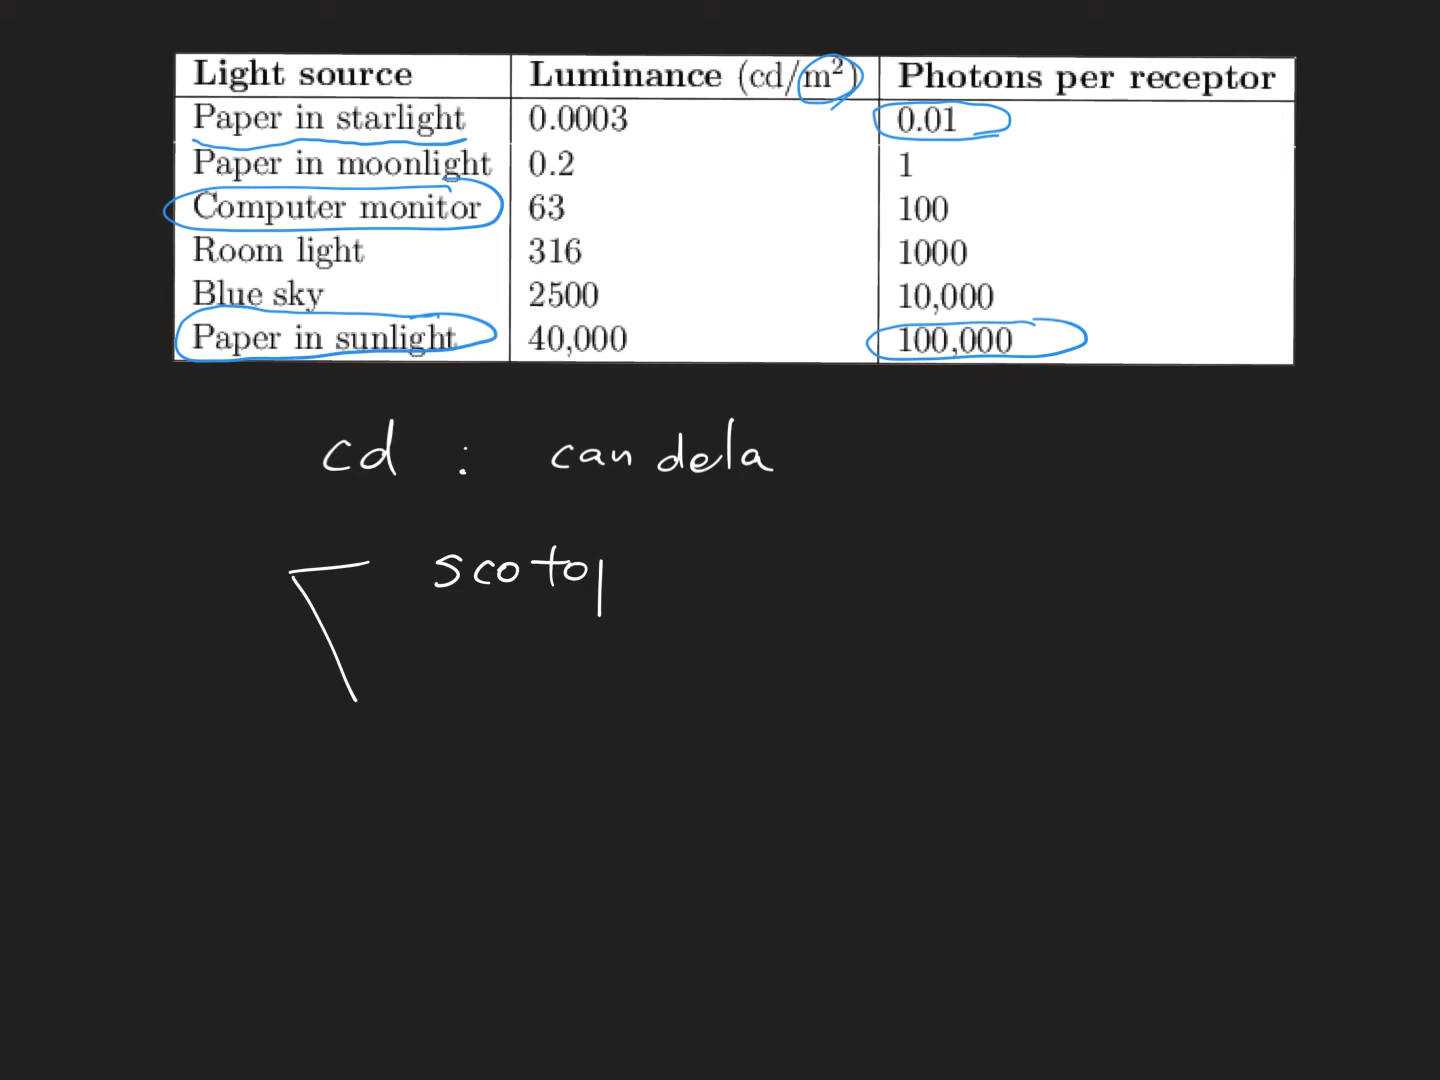 Light source Luminance (cd/m²) Photons per receptor
Paper in starlight 0.0003 0.01
Paper in moonlight 0.2 1
Computer monitor 63 100
Room light 316 1000
Blue sky 2500 10,000
Paper in sunlight 40,000 100,000
cd : candela
scotop